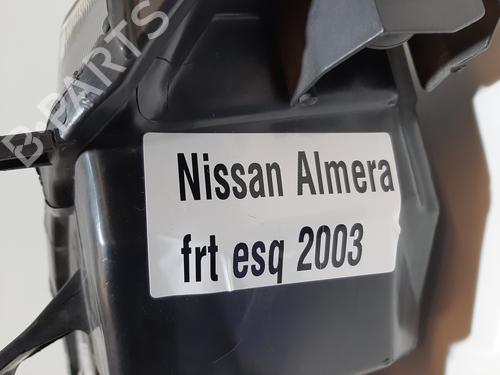 B-PARTS
Nissan Almera
frt esq 2003